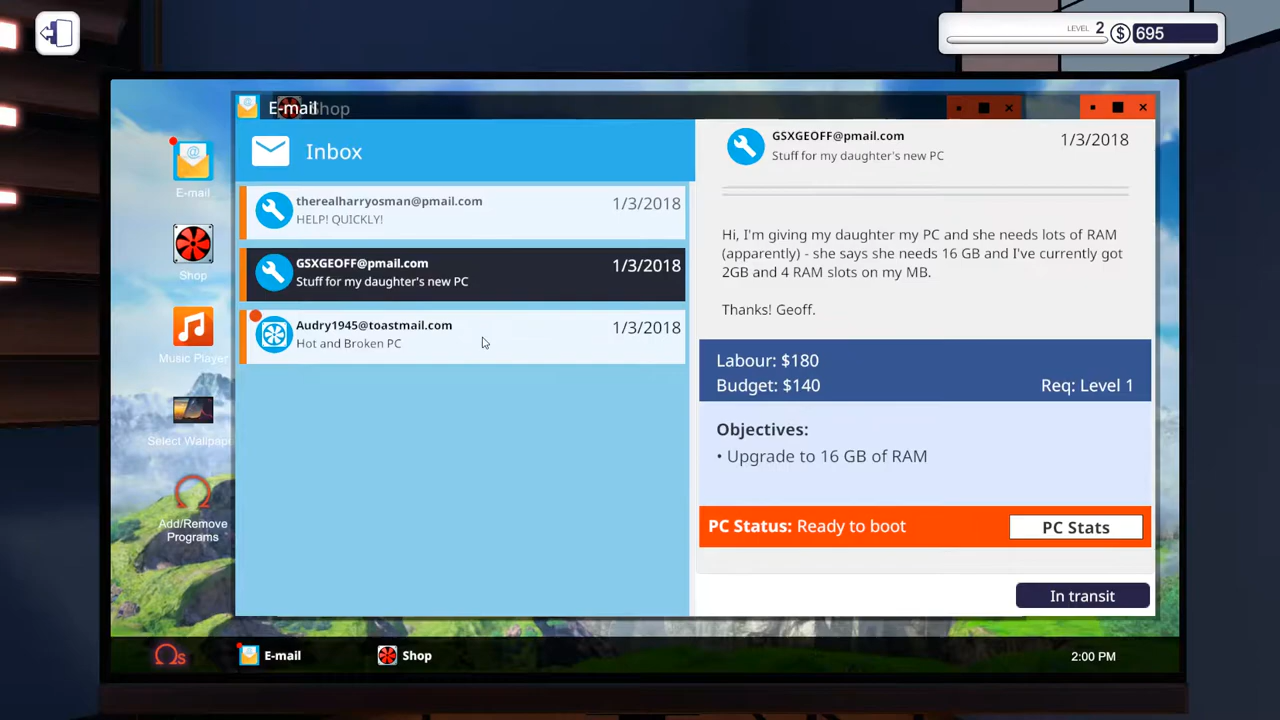 LEVEL 2
$ 695
E-mail
Shop
Inbox
therealharryosman@pmail.com 1/3/2018
HELP! QUICKLY!
GSXGEOFF@pmail.com 1/3/2018
Stuff for my daughter's new PC
Audry1945@toastmail.com 1/3/2018
Hot and Broken PC
GSXGEOFF@pmail.com 1/3/2018
Stuff for my daughter's new PC
Hi, I'm giving my daughter my PC and she needs lots of RAM
(apparently) - she says she needs 16 GB and I've currently got
2GB and 4 RAM slots on my MB.
Thanks! Geoff.
Labour: $180
Budget: $140 Req: Level 1
Objectives:
• Upgrade to 16 GB of RAM
PC Status: Ready to boot PC Stats
In transit
E-mail
Shop
Music Player
Select Wallpap
Add/Remove
Programs
Ωs E-mail Shop 2:00 PM